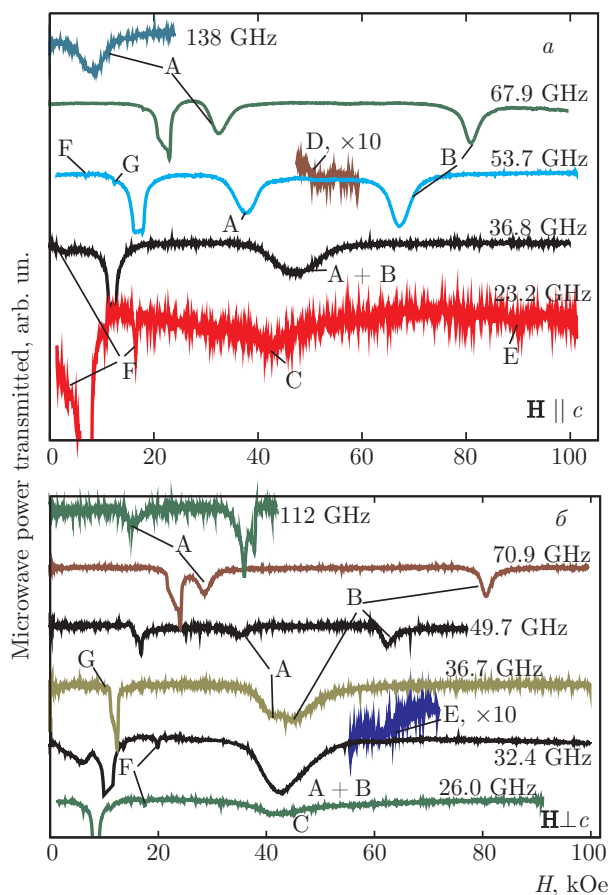 Microwave power transmitted, arb. un.
138 GHz
а
A
67.9 GHz
D, ×10
F
G
B
53.7 GHz
A
36.8 GHz
A + B
23.2 GHz
F
C
E
H || c
0 20 40 60 80 100
112 GHz
б
A
70.9 GHz
B
49.7 GHz
G
A
36.7 GHz
E, ×10
F
32.4 GHz
A + B
26.0 GHz
C
H⊥c
0 20 40 60 80 100
H, kOe